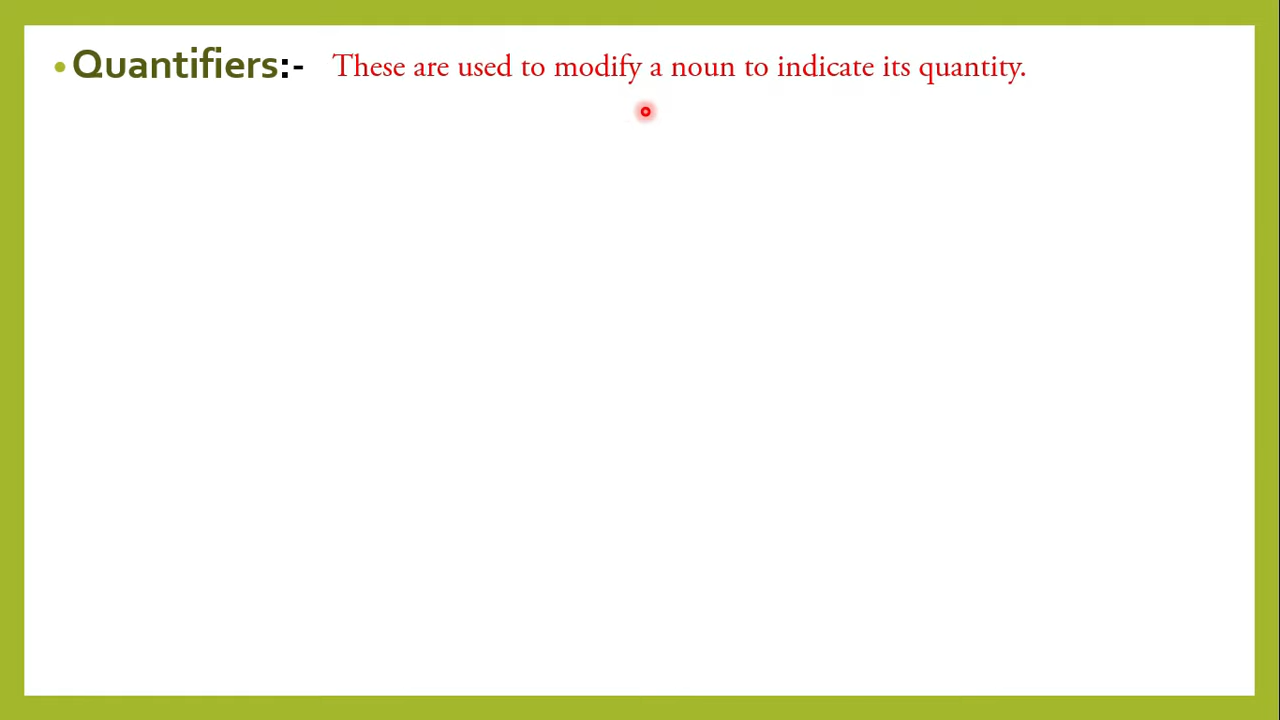 • Quantifiers:- These are used to modify a noun to indicate its quantity.